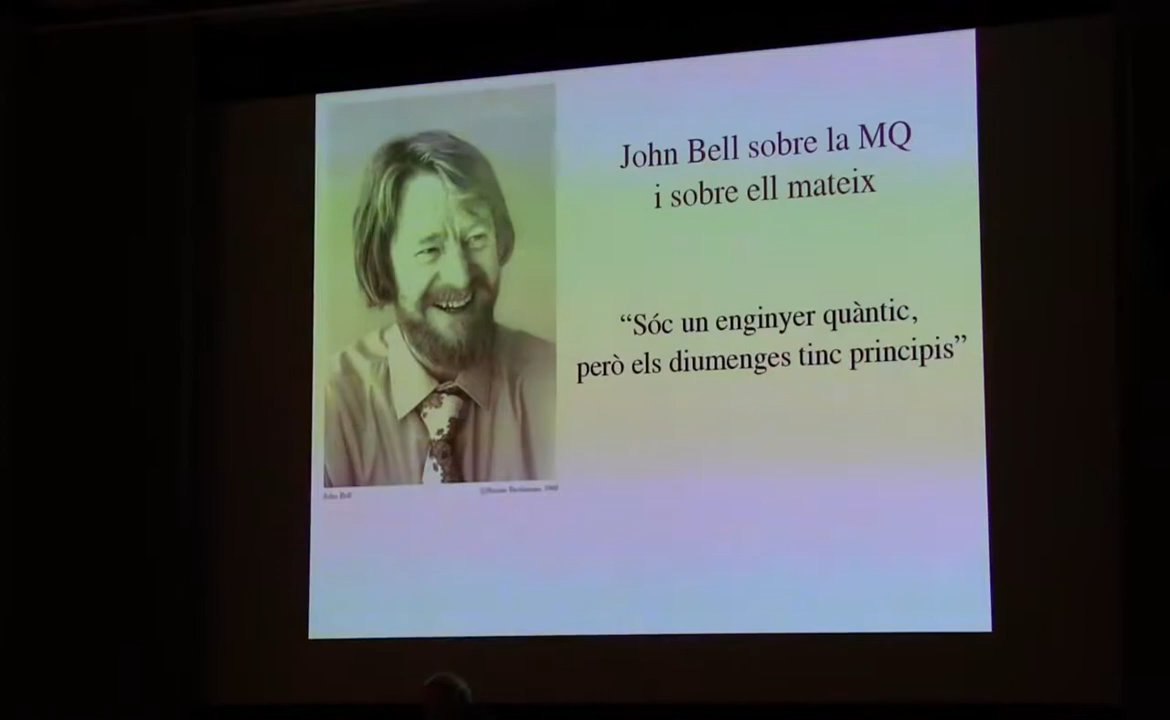 John Bell sobre la MQ
i sobre ell mateix
“Sóc un enginyer quàntic,
però els diumenges tinc principis”
John Bell